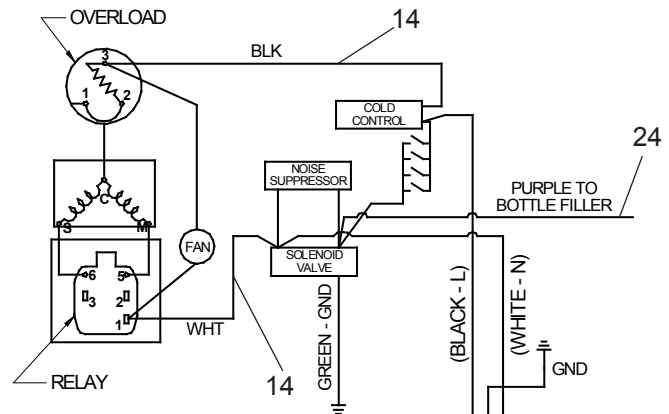 OVERLOAD
14
3
BLK
1
2
COLD
CONTROL
24
NOISE
SUPPRESSOR
PURPLE TO
BOTTLE FILLER
C
S
M
FAN
SOLENOID
VALVE
6
5
3
2
1
WHT
GREEN - GND
(BLACK - L)
(WHITE - N)
GND
RELAY
14